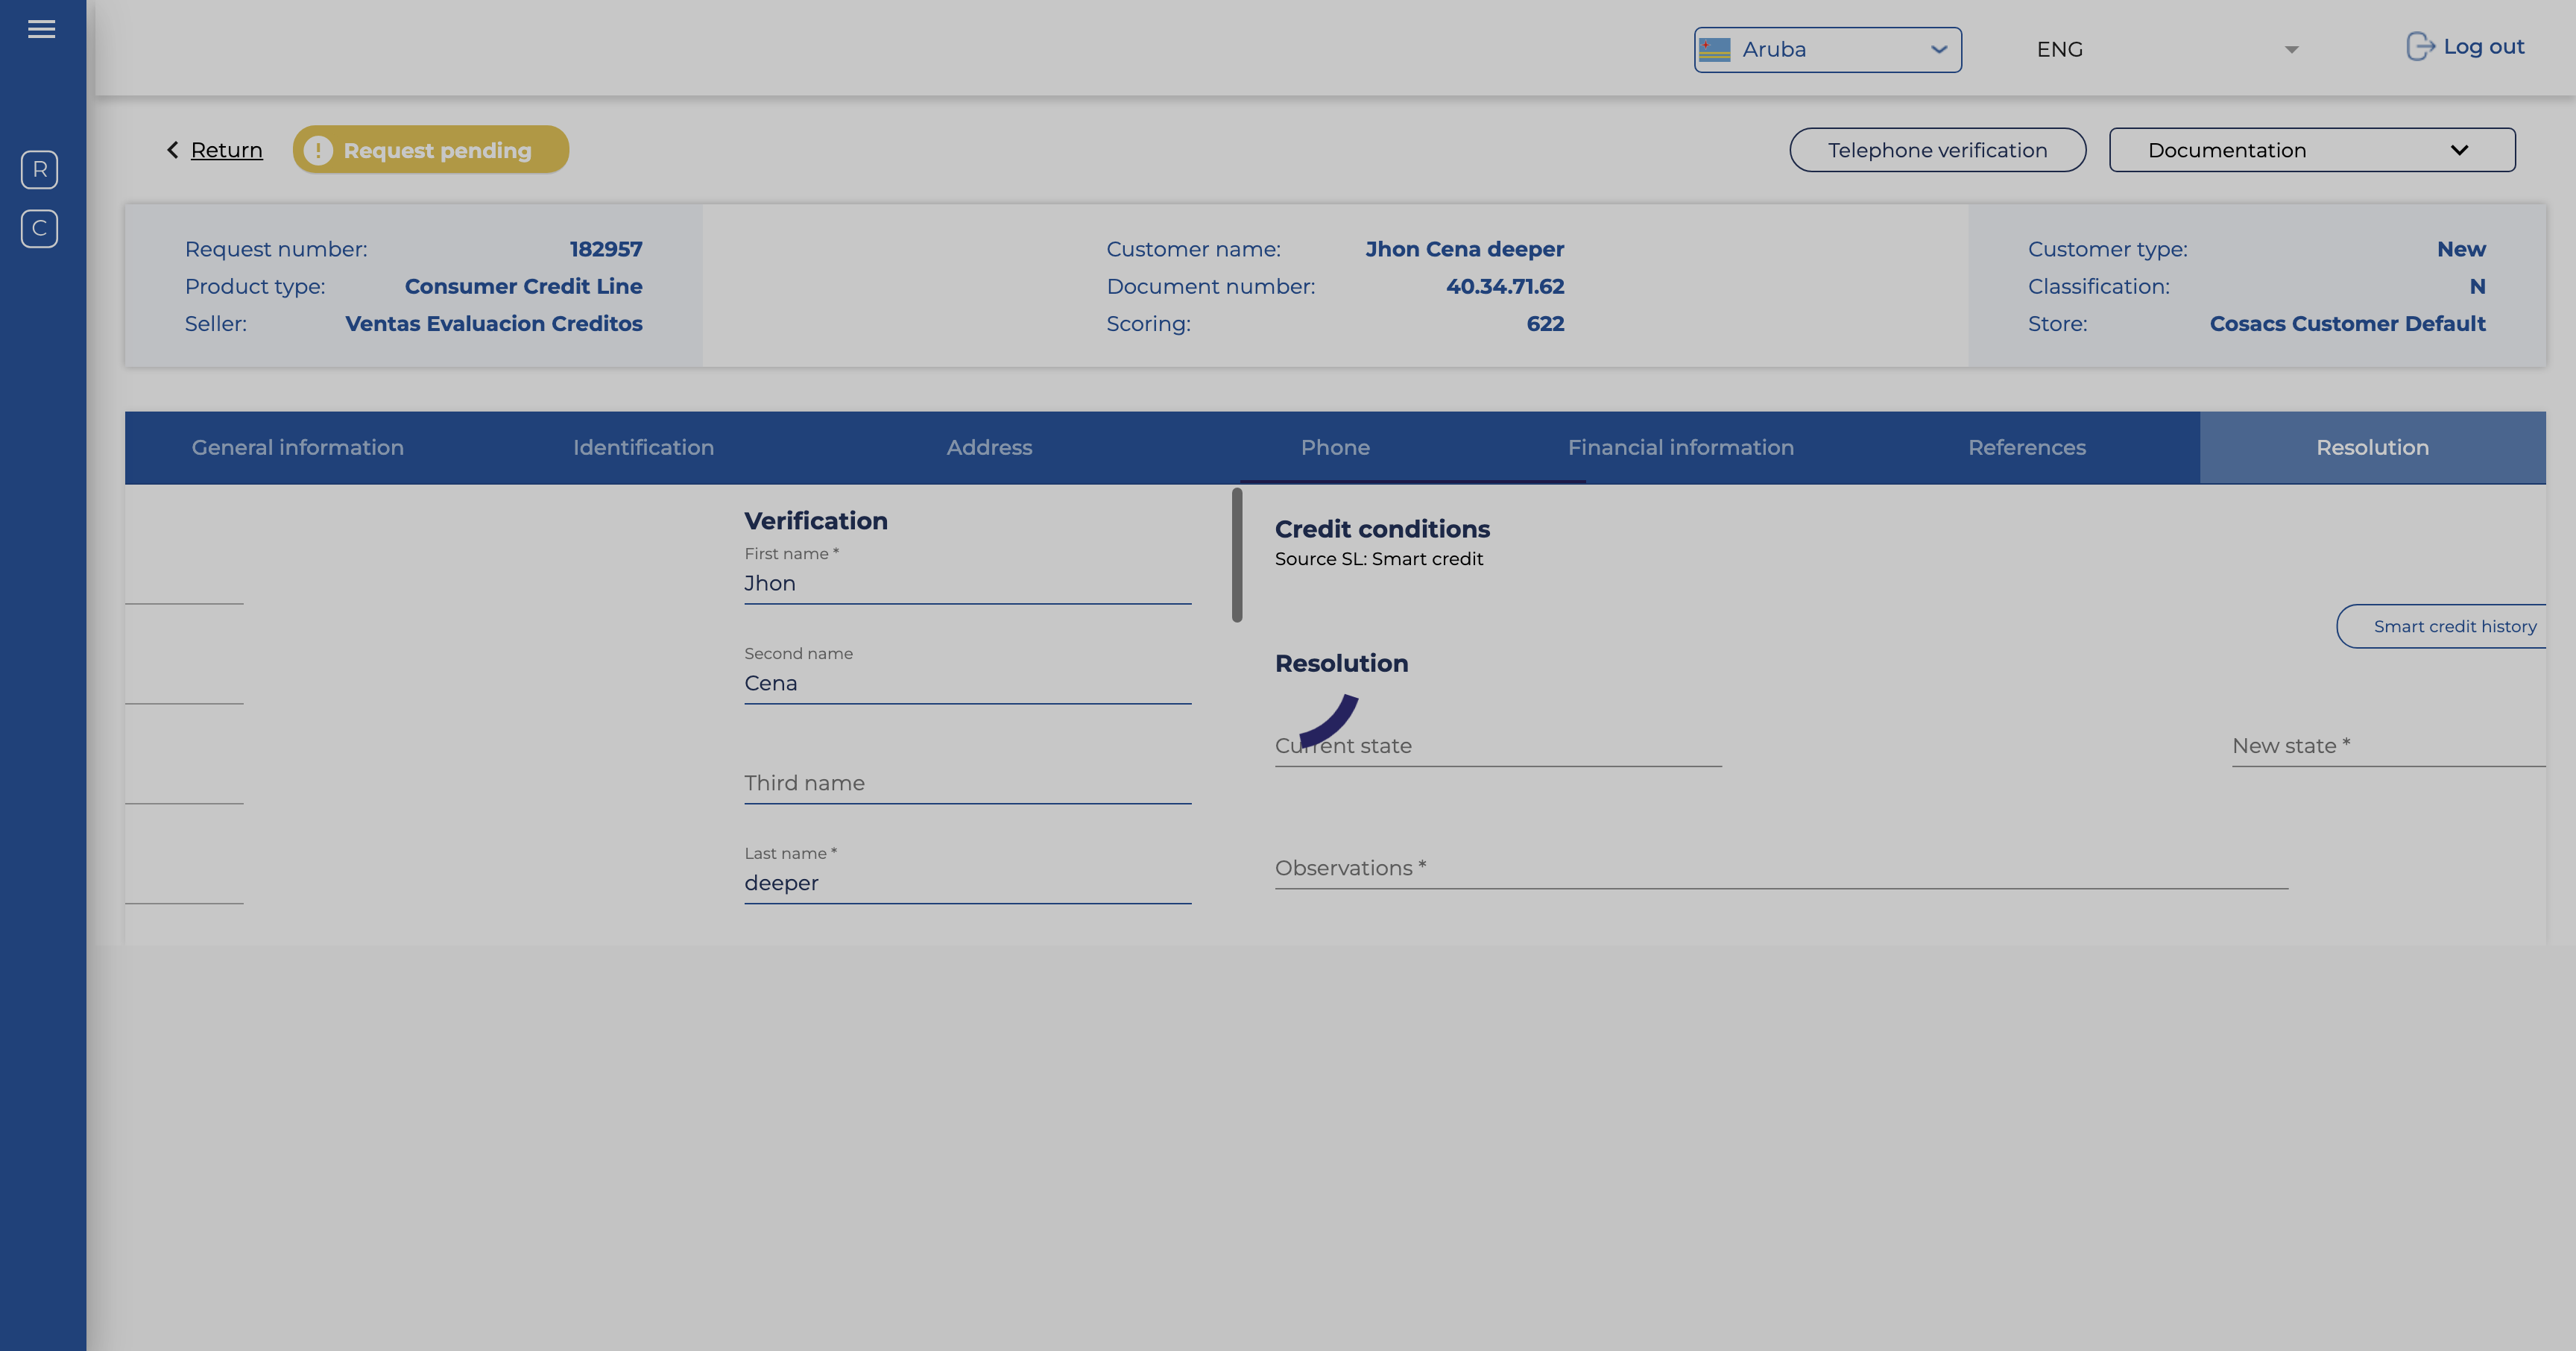 Aruba
ENG
Log out
R
C
Return
Request pending
Telephone verification
Documentation
Request number: 182957
Product type: Consumer Credit Line
Seller: Ventas Evaluacion Creditos
Customer name: Jhon Cena deeper
Document number: 40.34.71.62
Scoring: 622
Customer type: New
Classification: N
Store: Cosacs Customer Default
General information
Identification
Address
Phone
Financial information
References
Resolution
Verification
First name *
Jhon
Second name
Cena
Third name
Last name *
deeper
Credit conditions
Source SL: Smart credit
Smart credit history
Resolution
Current state
New state *
Observations *